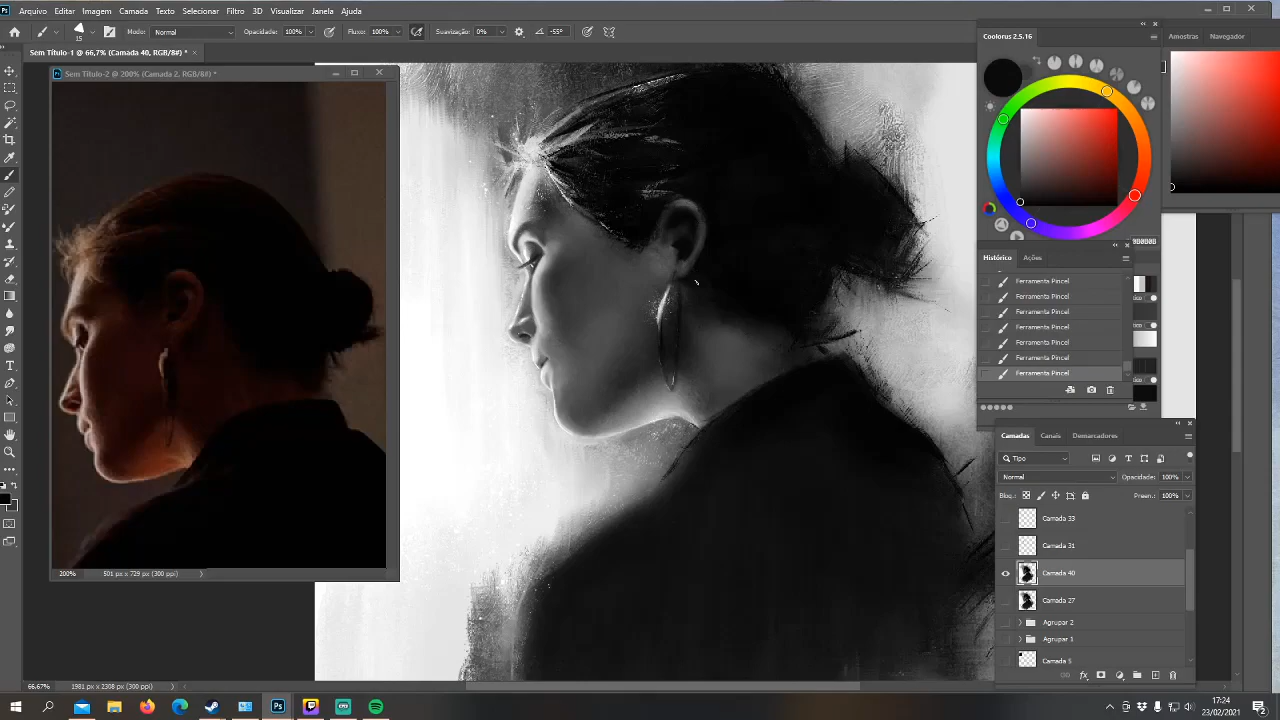 Arquivo Editar Imagem Camada Texto Selecionar Filtro 3D Visualizar Janela Ajuda
15 Modo: Normal Opacidade: 100% Fluxo: 100% Suavização: 0% -55°
Sem Título-1 @ 66,7% (Camada 40, RGB/8#) *
Sem Título-2 @ 200% (Camada 2, RGB/8#) *
Coolorus 2.5.16
Amostras Navegador
Histórico Ações
Ferramenta Pincel
Ferramenta Pincel
Ferramenta Pincel
Ferramenta Pincel
Ferramenta Pincel
Ferramenta Pincel
Ferramenta Pincel
Camadas Canais Demarcadores
Tipo
Normal Opacidade: 100%
Bloq.: Preen.: 100%
Camada 33
Camada 31
Camada 40
Camada 27
Agrupar 2
Agrupar 1
Camada 5
200% 501 px x 729 px (300 ppi)
66.67% 1981 px x 2308 px (300 ppi)
17:24
23/02/2021